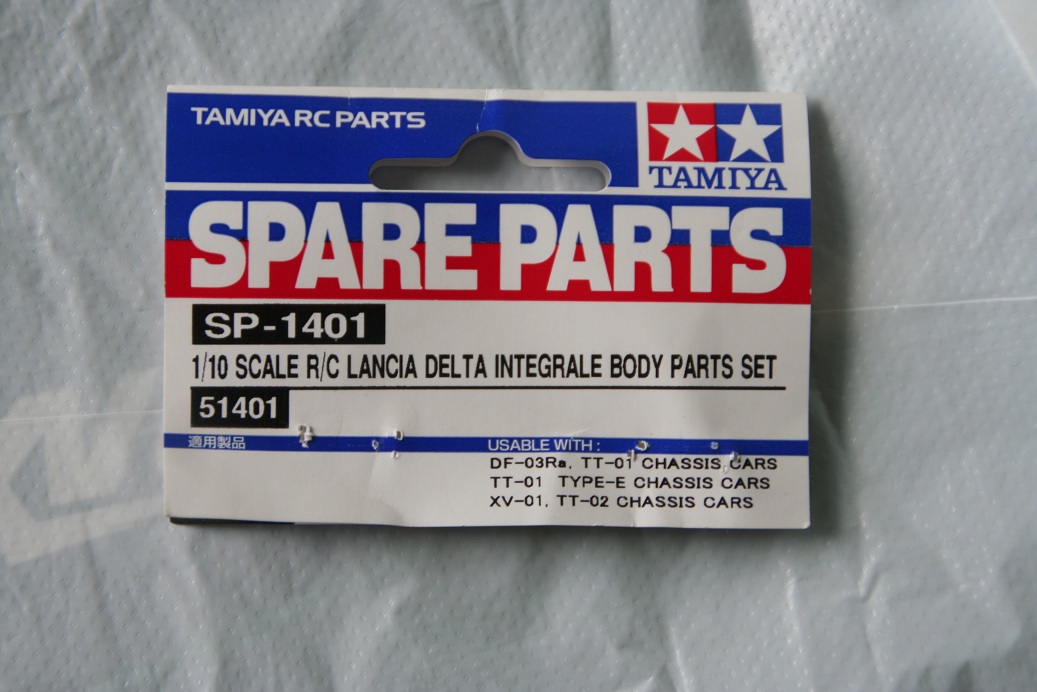 TAMIYA RC PARTS
TAMIYA
SPARE PARTS
SP-1401
1/10 SCALE R/C LANCIA DELTA INTEGRALE BODY PARTS SET
51401
適用製品
USABLE WITH :
DF-03Ra, TT-01 CHASSIS CARS
TT-01 TYPE-E CHASSIS CARS
XV-01, TT-02 CHASSIS CARS